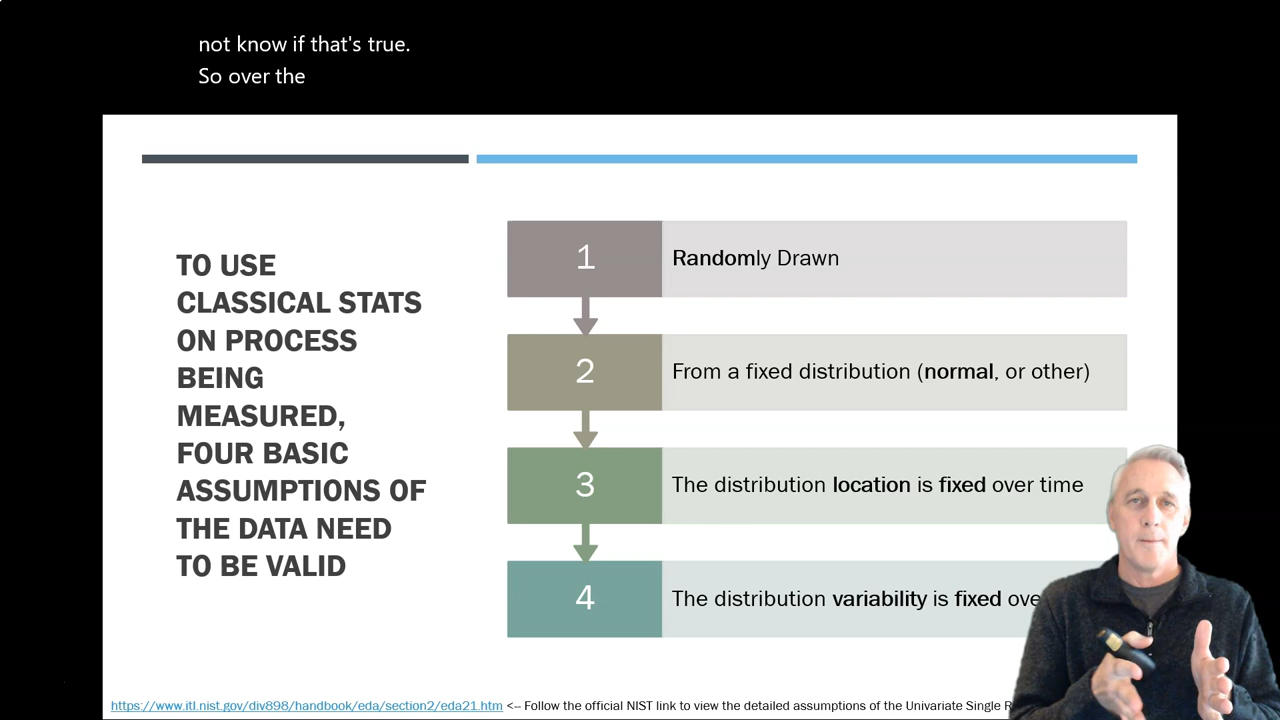 not know if that's true.
So over the
TO USE
CLASSICAL STATS
ON PROCESS
BEING
MEASURED,
FOUR BASIC
ASSUMPTIONS OF
THE DATA NEED
TO BE VALID
1
Randomly Drawn
2
From a fixed distribution (normal, or other)
3
The distribution location is fixed over time
4
The distribution variability is fixed ove
https://www.itl.nist.gov/div898/handbook/eda/section2/eda21.htm <-- Follow the official NIST link to view the detailed assumptions of the Univariate Single